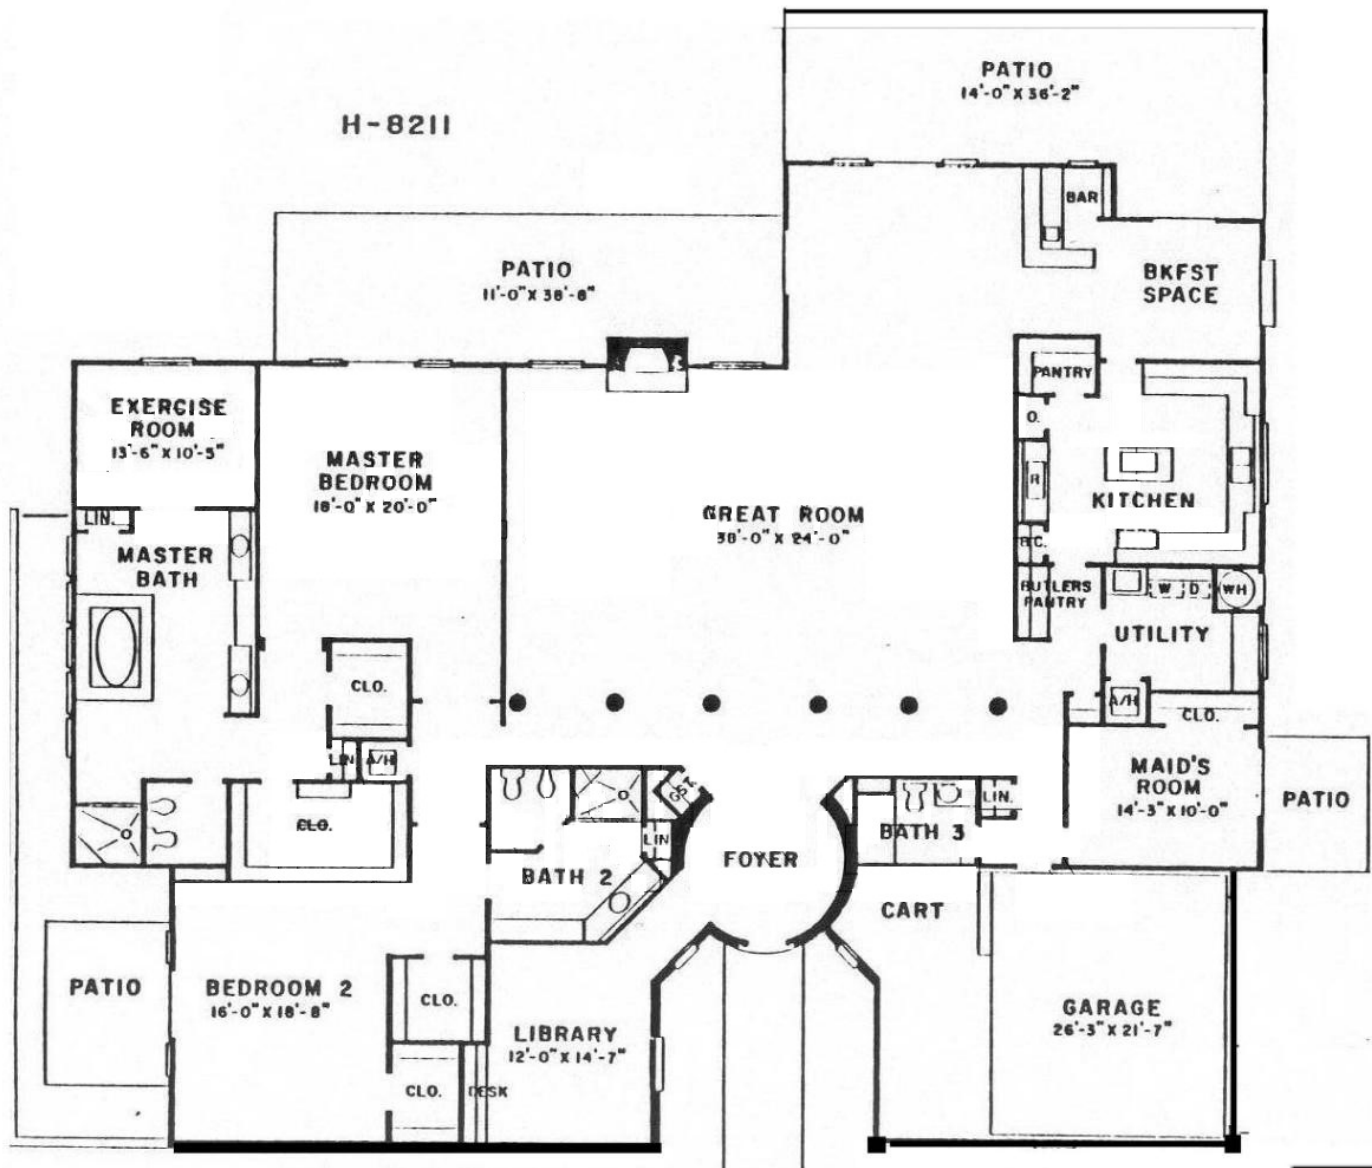 PATIO
14'-0" X 36'-2"
H-8211
BAR
PATIO
11'-0" X 38'-8"
BKFST
SPACE
PANTRY
EXERCISE
ROOM
13'-6" X 10'-5"
O.
MASTER
BEDROOM
18'-0" X 20'-0"
R
KITCHEN
GREAT ROOM
38'-0" X 24'-0"
LIN.
MASTER
BATH
B.C.
BUTLERS
PANTRY
W
D
WH
UTILITY
CLO.
A/H
CLO.
LIN
A/H
MAID'S
ROOM
14'-3" X 10'-0"
PATIO
LIN.
CLO.
BATH 3
LIN
FOYER
BATH 2
CART
PATIO
BEDROOM 2
16'-0" X 18'-8"
CLO.
LIBRARY
12'-0" X 14'-7"
GARAGE
26'-3" X 21'-7"
CLO.
DESK